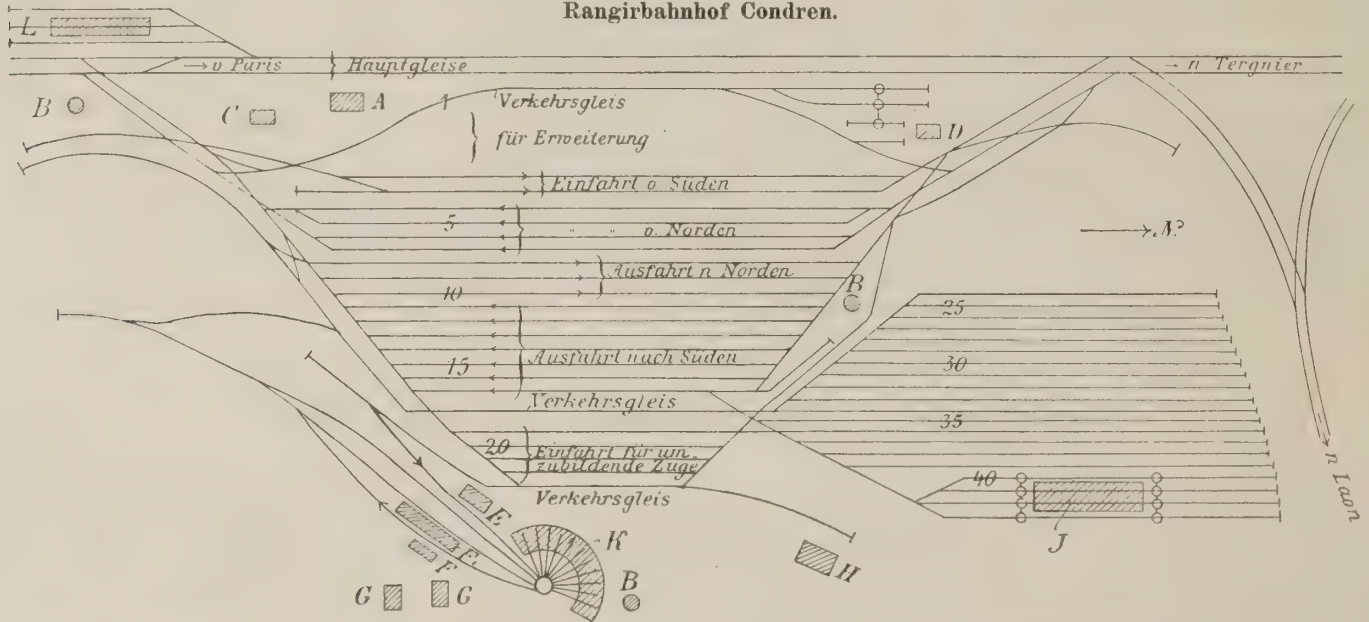 Rangirbahnhof Condren.
L
→ v Paris } Hauptgleise
→ n Tergnier
B
C
A
1 Verkehrsgleis
D
für Erweiterung
Einfahrt v. Süden
5
" " v. Norden
N
Ausfahrt n Norden
10
B
25
Ausfahrt nach Süden
15
30
Verkehrsgleis
35
20
Einfahrt für um-
zubildende Züge
Verkehrsgleis
40
n Laon
E
J
F.
F
K
H
G
G
B